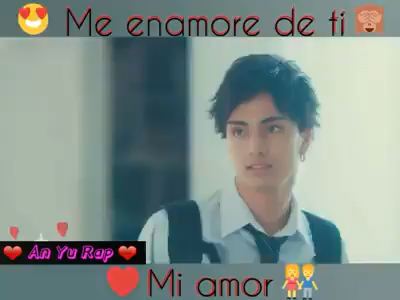 😍 Me enamore de ti 🙈
❤️ An Yu Rap ❤️
❤️ Mi amor 👫